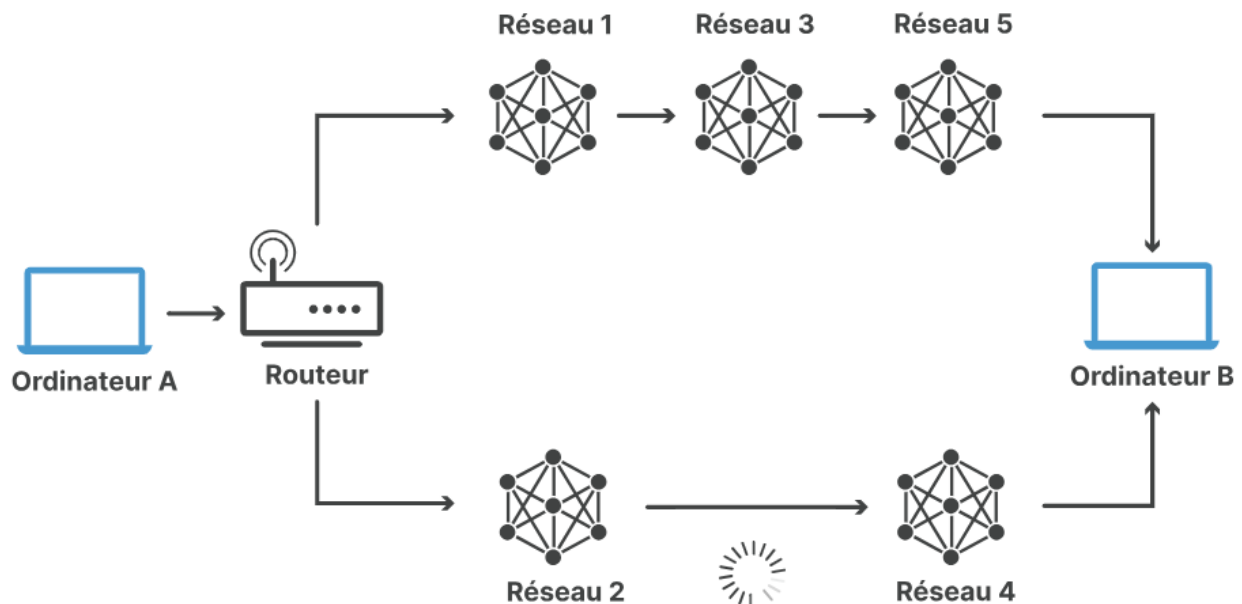 Réseau 1
Réseau 3
Réseau 5
Ordinateur A
Routeur
Ordinateur B
Réseau 2
Réseau 4